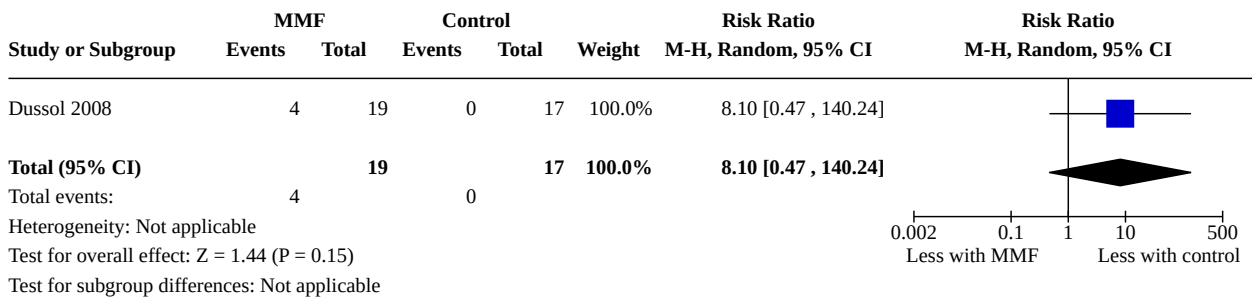 MMF Control Risk Ratio Risk Ratio
Study or Subgroup Events Total Events Total Weight M-H, Random, 95% CI M-H, Random, 95% CI
Dussol 2008 4 19 0 17 100.0% 8.10 [0.47 , 140.24]
Total (95% CI) 19 17 100.0% 8.10 [0.47 , 140.24]
Total events: 4 0
Heterogeneity: Not applicable
0.002 0.1 1 10 500
Test for overall effect: Z = 1.44 (P = 0.15)
Less with MMF Less with control
Test for subgroup differences: Not applicable